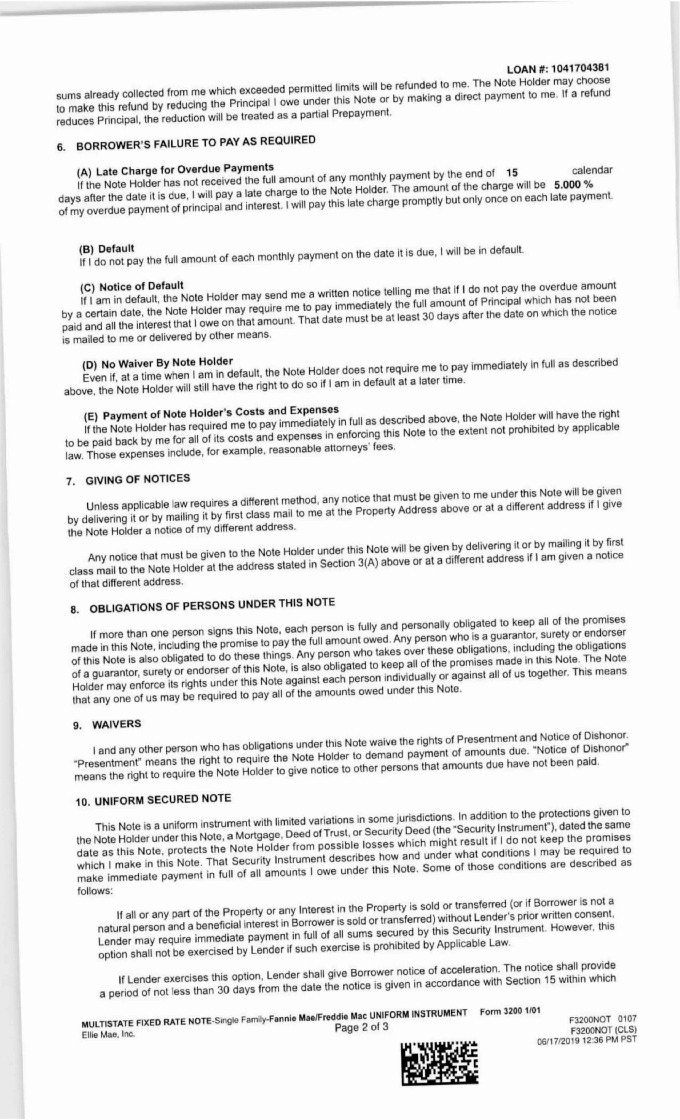 LOAN #: 1041704381
sums already collected from me which exceeded permitted limits will be refunded to me. The Note Holder may choose
to make this refund by reducing the Principal I owe under this Note or by making a direct payment to me. If a refund
reduces Principal, the reduction will be treated as a partial Prepayment.
6. BORROWER'S FAILURE TO PAY AS REQUIRED
(A) Late Charge for Overdue Payments
If the Note Holder has not received the full amount of any monthly payment by the end of 15 calendar
days after the date it is due, I will pay a late charge to the Note Holder. The amount of the charge will be 5.000 %
of my overdue payment of principal and interest. I will pay this late charge promptly but only once on each late payment.
(B) Default
If I do not pay the full amount of each monthly payment on the date it is due, I will be in default.
(C) Notice of Default
If I am in default, the Note Holder may send me a written notice telling me that if I do not pay the overdue amount
by a certain date, the Note Holder may require me to pay immediately the full amount of Principal which has not been
paid and all the interest that I owe on that amount. That date must be at least 30 days after the date on which the notice
is mailed to me or delivered by other means.
(D) No Waiver By Note Holder
Even if, at a time when I am in default, the Note Holder does not require me to pay immediately in full as described
above, the Note Holder will still have the right to do so if I am in default at a later time.
(E) Payment of Note Holder's Costs and Expenses
If the Note Holder has required me to pay immediately in full as described above, the Note Holder will have the right
to be paid back by me for all of its costs and expenses in enforcing this Note to the extent not prohibited by applicable
law. Those expenses include, for example, reasonable attorneys' fees.
7. GIVING OF NOTICES
Unless applicable law requires a different method, any notice that must be given to me under this Note will be given
by delivering it or by mailing it by first class mail to me at the Property Address above or at a different address if I give
the Note Holder a notice of my different address.
Any notice that must be given to the Note Holder under this Note will be given by delivering it or by mailing it by first
class mail to the Note Holder at the address stated in Section 3(A) above or at a different address if I am given a notice
of that different address.
8. OBLIGATIONS OF PERSONS UNDER THIS NOTE
If more than one person signs this Note, each person is fully and personally obligated to keep all of the promises
made in this Note, including the promise to pay the full amount owed. Any person who is a guarantor, surety or endorser
of this Note is also obligated to do these things. Any person who takes over these obligations, including the obligations
of a guarantor, surety or endorser of this Note, is also obligated to keep all of the promises made in this Note. The Note
Holder may enforce its rights under this Note against each person individually or against all of us together. This means
that any one of us may be required to pay all of the amounts owed under this Note.
9. WAIVERS
I and any other person who has obligations under this Note waive the rights of Presentment and Notice of Dishonor.
"Presentment" means the right to require the Note Holder to demand payment of amounts due. "Notice of Dishonor"
means the right to require the Note Holder to give notice to other persons that amounts due have not been paid.
10. UNIFORM SECURED NOTE
This Note is a uniform instrument with limited variations in some jurisdictions. In addition to the protections given to
the Note Holder under this Note, a Mortgage, Deed of Trust, or Security Deed (the "Security Instrument"), dated the same
date as this Note, protects the Note Holder from possible losses which might result if I do not keep the promises
which I make in this Note. That Security Instrument describes how and under what conditions I may be required to
make immediate payment in full of all amounts I owe under this Note. Some of those conditions are described as
follows:
If all or any part of the Property or any Interest in the Property is sold or transferred (or if Borrower is not a
natural person and a beneficial interest in Borrower is sold or transferred) without Lender's prior written consent,
Lender may require immediate payment in full of all sums secured by this Security Instrument. However, this
option shall not be exercised by Lender if such exercise is prohibited by Applicable Law.
If Lender exercises this option, Lender shall give Borrower notice of acceleration. The notice shall provide
a period of not less than 30 days from the date the notice is given in accordance with Section 15 within which
MULTISTATE FIXED RATE NOTE-Single Family-Fannie Mae/Freddie Mac UNIFORM INSTRUMENT Form 3200 1/01
Ellie Mae, Inc. Page 2 of 3 F3200NOT 0107
F3200NOT (CLS)
06/17/2019 12:36 PM PST